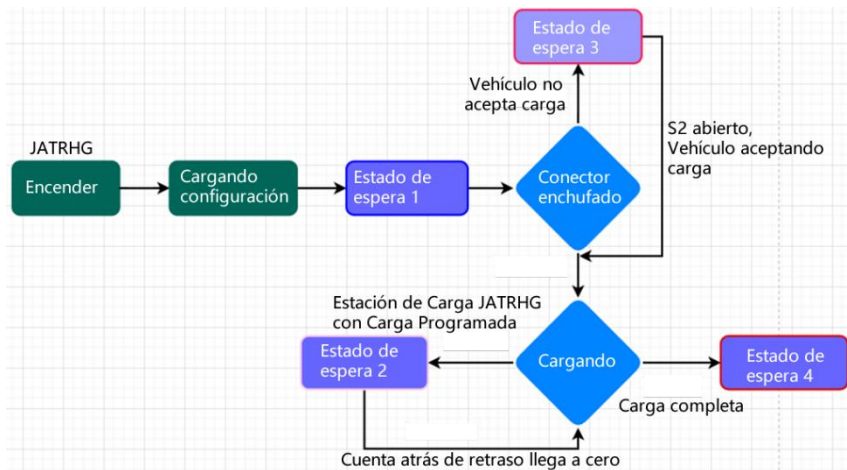 Estado de
espera 3
Vehículo no
acepta carga
S2 abierto,
Vehículo aceptando
carga
JATRHG
Encender
Cargando
configuración
Estado de
espera 1
Conector
enchufado
Estación de Carga JATRHG
con Carga Programada
Estado de
espera 2
Cargando
Estado de
espera 4
Carga completa
Cuenta atrás de retraso llega a cero